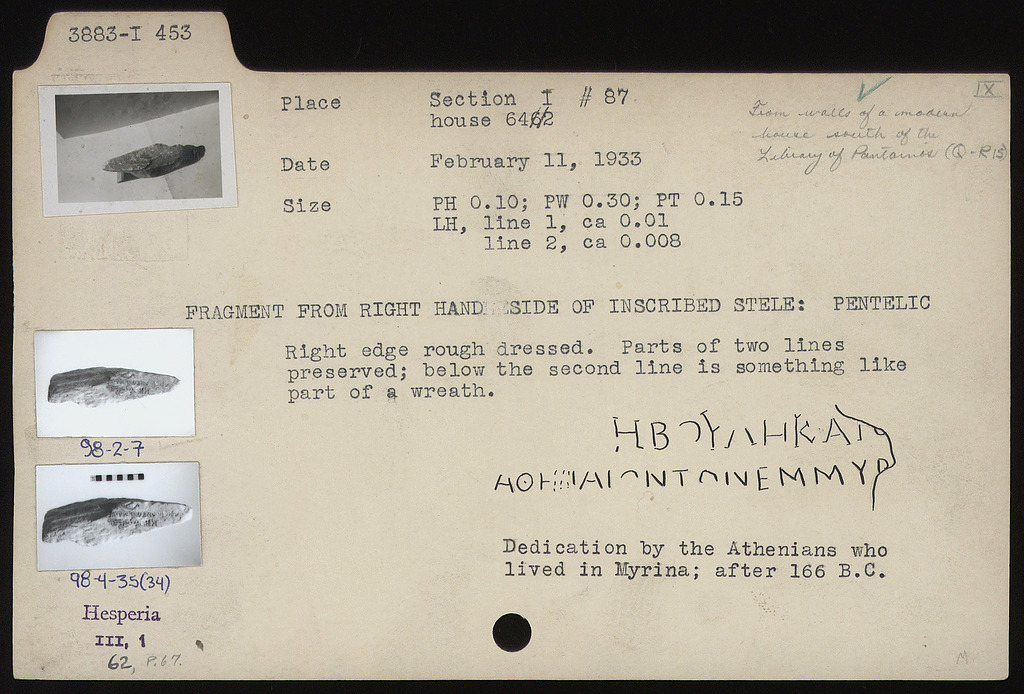 3883-I 453
IX
Place Section I # 87
house 6462
From walls of a modern
house south of the
Library of Pantainos (Q-R15)
Date February 11, 1933
Size PH 0.10; PW 0.30; PT 0.15
LH, line 1, ca 0.01
line 2, ca 0.008
FRAGMENT FROM RIGHT HAND SIDE OF INSCRIBED STELE: PENTELIC
Right edge rough dressed. Parts of two lines
preserved; below the second line is something like
part of a wreath.
ΗΒΟΥΛΗΚΑΙ
ΑΘΗΝΑΙΩΝΤΩΝΕΜΜΥΡ
98-2-7
98-4-35(34)
Dedication by the Athenians who
lived in Myrina; after 166 B.C.
Hesperia
III, 1
62, P.67.
M